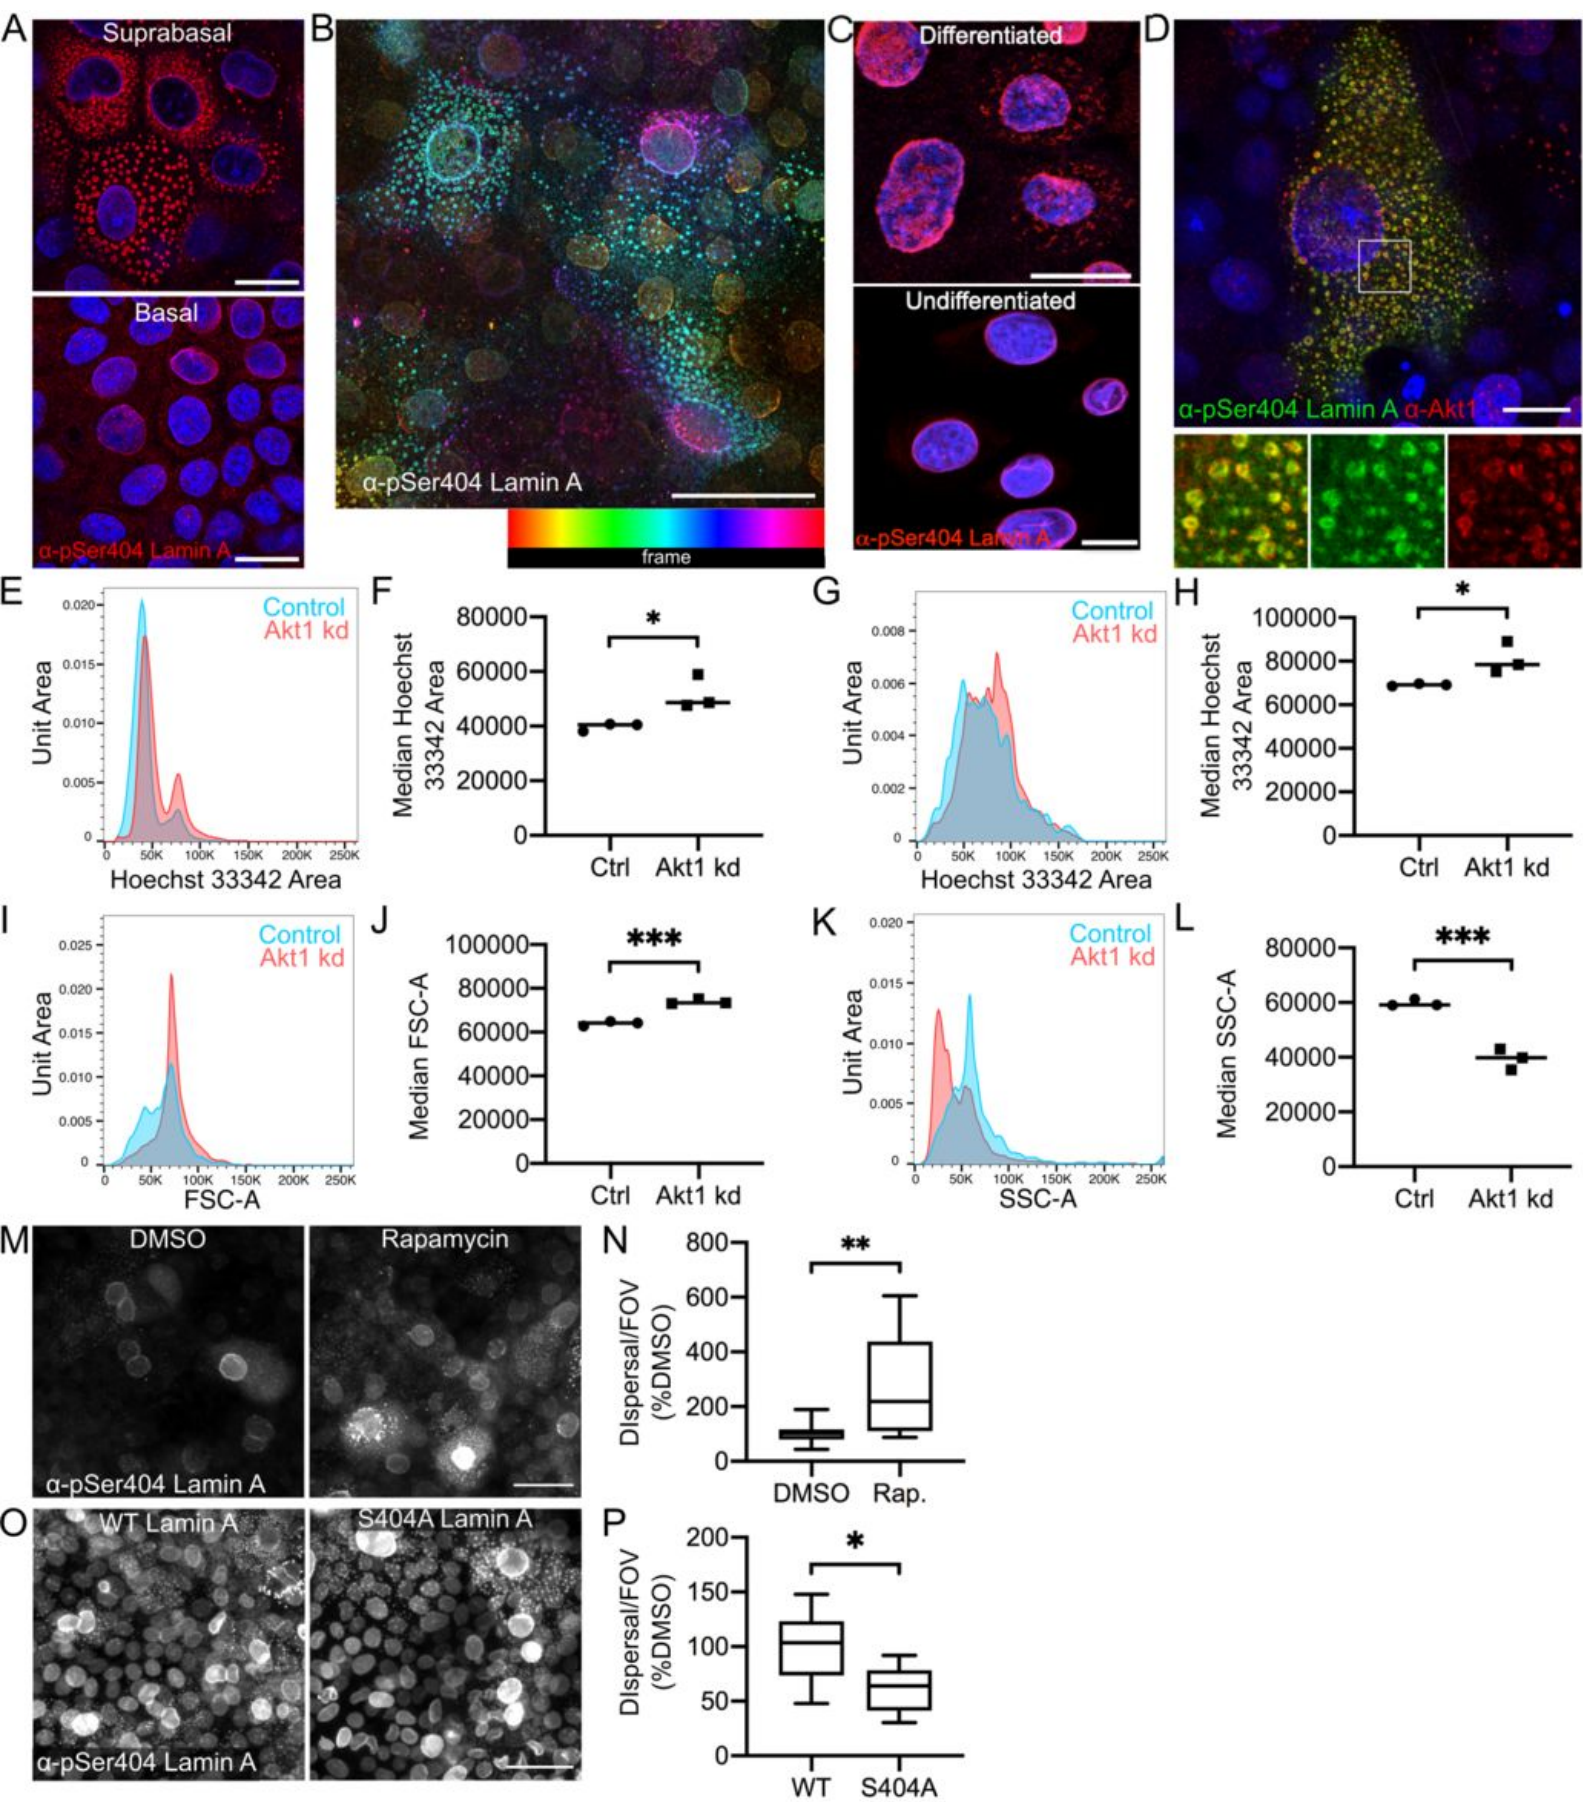 A
Suprabasal
Basal
α-pSer404 Lamin A
B
α-pSer404 Lamin A
frame
C
Differentiated
Undifferentiated
α-pSer404 Lamin A
D
α-pSer404 Lamin A α-Akt1
E
Control
Akt1 kd
Unit Area
0.020
0.015
0.010
0.005
0
0 50K 100K 150K 200K 250K
Hoechst 33342 Area
F
*
Median Hoechst
33342 Area
80000
60000
40000
20000
0
Ctrl Akt1 kd
G
Control
Akt1 kd
Unit Area
0.008
0.006
0.004
0.002
0
0 50K 100K 150K 200K 250K
Hoechst 33342 Area
H
*
Median Hoechst
33342 Area
100000
80000
60000
40000
20000
0
Ctrl Akt1 kd
I
Control
Akt1 kd
Unit Area
0.025
0.020
0.015
0.010
0.005
0
0 50K 100K 150K 200K 250K
FSC-A
J
***
Median FSC-A
100000
80000
60000
40000
20000
0
Ctrl Akt1 kd
K
Control
Akt1 kd
Unit Area
0.020
0.015
0.010
0.005
0
0 50K 100K 150K 200K 250K
SSC-A
L
***
Median SSC-A
80000
60000
40000
20000
0
Ctrl Akt1 kd
M
DMSO
Rapamycin
α-pSer404 Lamin A
N
**
DIspersal/FOV
(%DMSO)
800
600
400
200
0
DMSO Rap.
O
WT Lamin A
S404A Lamin A
α-pSer404 Lamin A
P
*
DIspersal/FOV
(%DMSO)
200
150
100
50
0
WT S404A